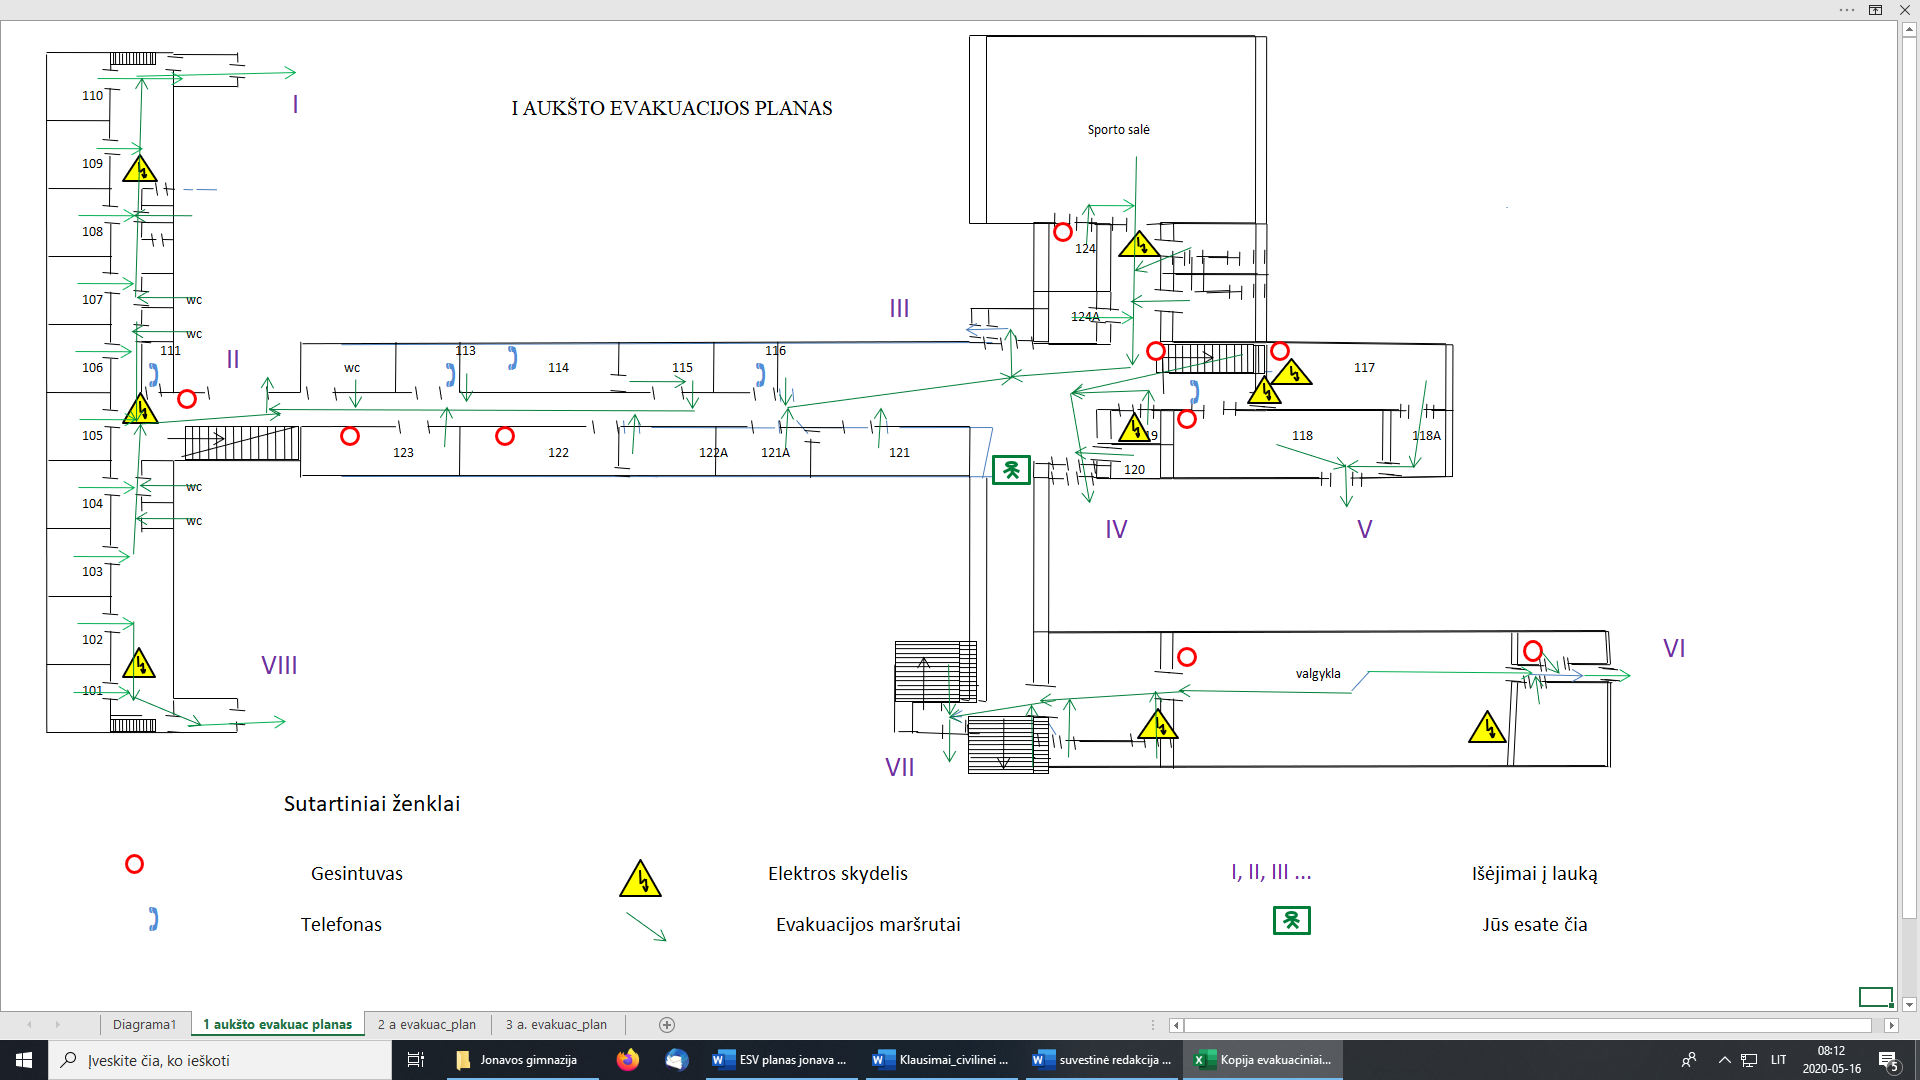 I AUKŠTO EVAKUACIJOS PLANAS
Sporto salė
110
I
109
108
107
wc
wc
106
111
II
105
104
wc
wc
103
102
101
VIII
III
wc
113
114
115
116
123
122
122A
121A
121
124
124A
117
118
118A
19
120
IV
V
VI
valgykla
VII
Sutartiniai ženklai
Gesintuvas
Elektros skydelis
I, II, III ...
Išėjimai į lauką
Telefonas
Evakuacijos maršrutai
Jūs esate čia
Diagrama1
1 aukšto evakuac planas
2 a evakuac_plan
3 a. evakuac_plan
Įveskite čia, ko ieškoti
Jonavos gimnazija
ESV planas jonava ...
Klausimai_civilinei ...
suvestinė redakcija ...
Kopija evakuaciniai...
LIT
08:12
2020-05-16
5